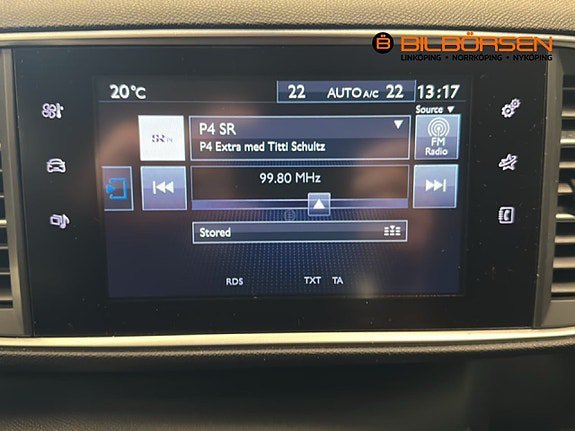 BILBÖRSEN
LINKÖPING • NORRKÖPING • NYKÖPING
20°C
22 AUTO A/C 22 13:17
Source ▼
P4 SR
P4 Extra med Titti Schultz
FM
Radio
99.80 MHz
Stored
RDS TXT TA